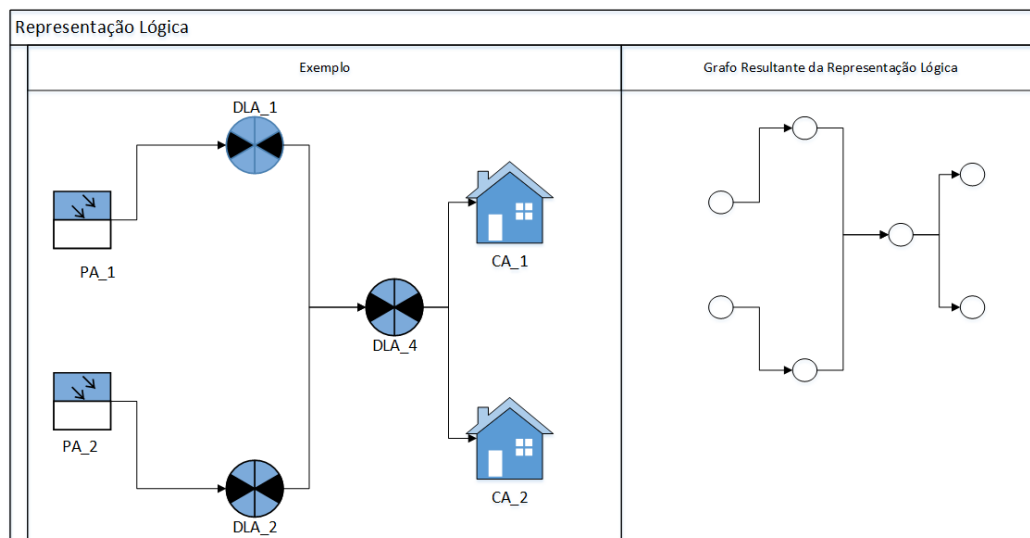 Representação Lógica
Exemplo
Grafo Resultante da Representação Lógica
DLA_1
PA_1
CA_1
DLA_4
PA_2
CA_2
DLA_2